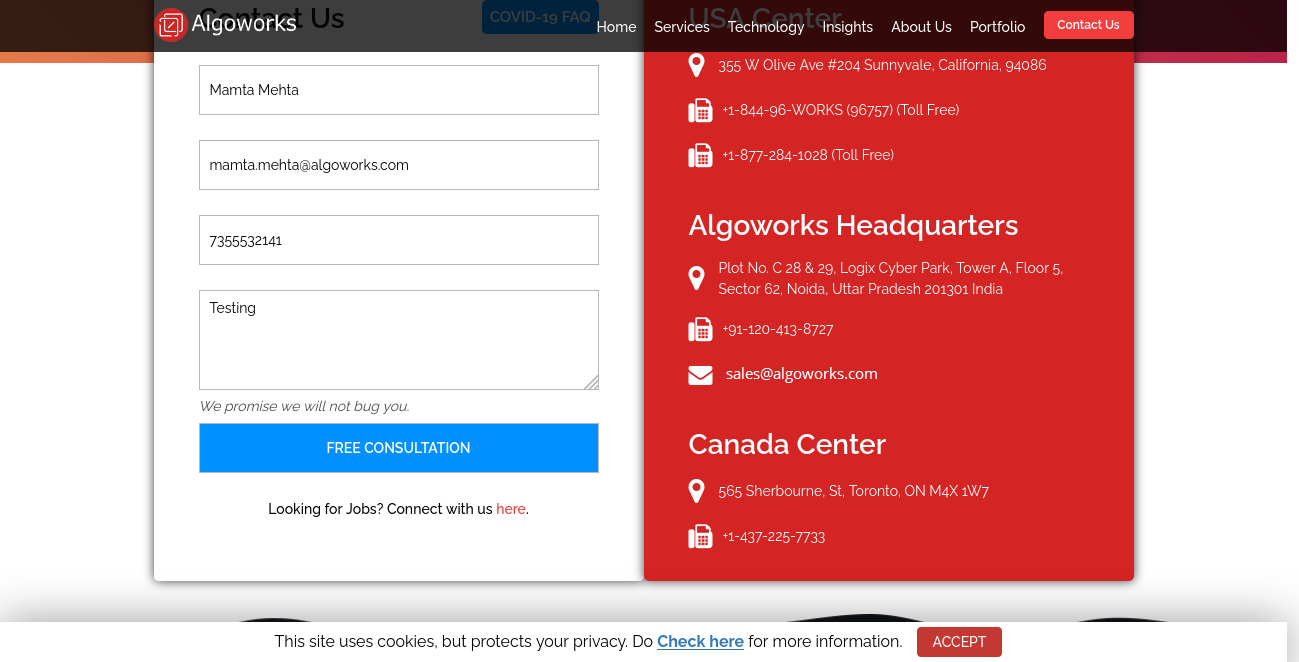 Algoworks
Contact Us
COVID-19 FAQ
Home
Services
Technology
Insights
About Us
Portfolio
Contact Us
USA Center
Mamta Mehta
mamta.mehta@algoworks.com
7355532141
Testing
We promise we will not bug you.
FREE CONSULTATION
Looking for Jobs? Connect with us here.
355 W Olive Ave #204 Sunnyvale, California, 94086
+1-844-96-WORKS (96757) (Toll Free)
+1-877-284-1028 (Toll Free)
Algoworks Headquarters
Plot No. C 28 & 29, Logix Cyber Park, Tower A, Floor 5,
Sector 62, Noida, Uttar Pradesh 201301 India
+91-120-413-8727
sales@algoworks.com
Canada Center
565 Sherbourne, St, Toronto, ON M4X 1W7
+1-437-225-7733
This site uses cookies, but protects your privacy. Do Check here for more information.
ACCEPT